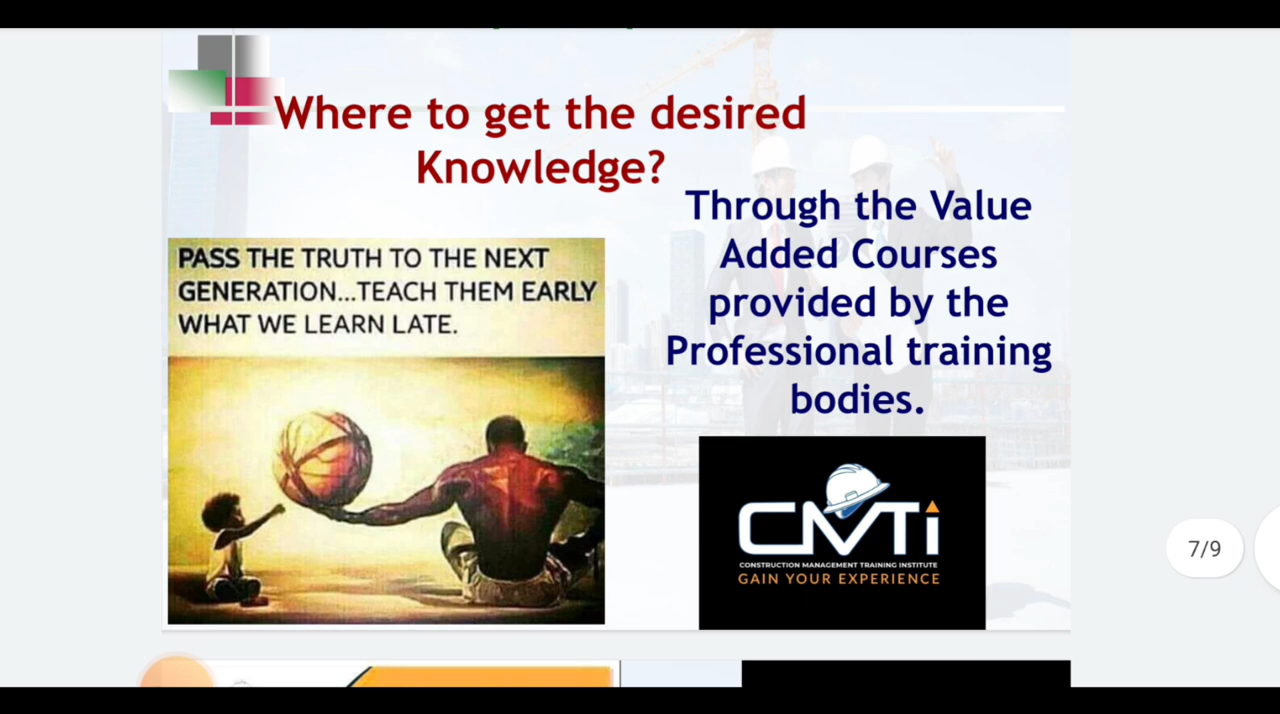 Where to get the desired
Knowledge?
Through the Value
Added Courses
provided by the
Professional training
bodies.
PASS THE TRUTH TO THE NEXT
GENERATION...TEACH THEM EARLY
WHAT WE LEARN LATE.
CMTi
CONSTRUCTION MANAGEMENT TRAINING INSTITUTE
GAIN YOUR EXPERIENCE
7/9